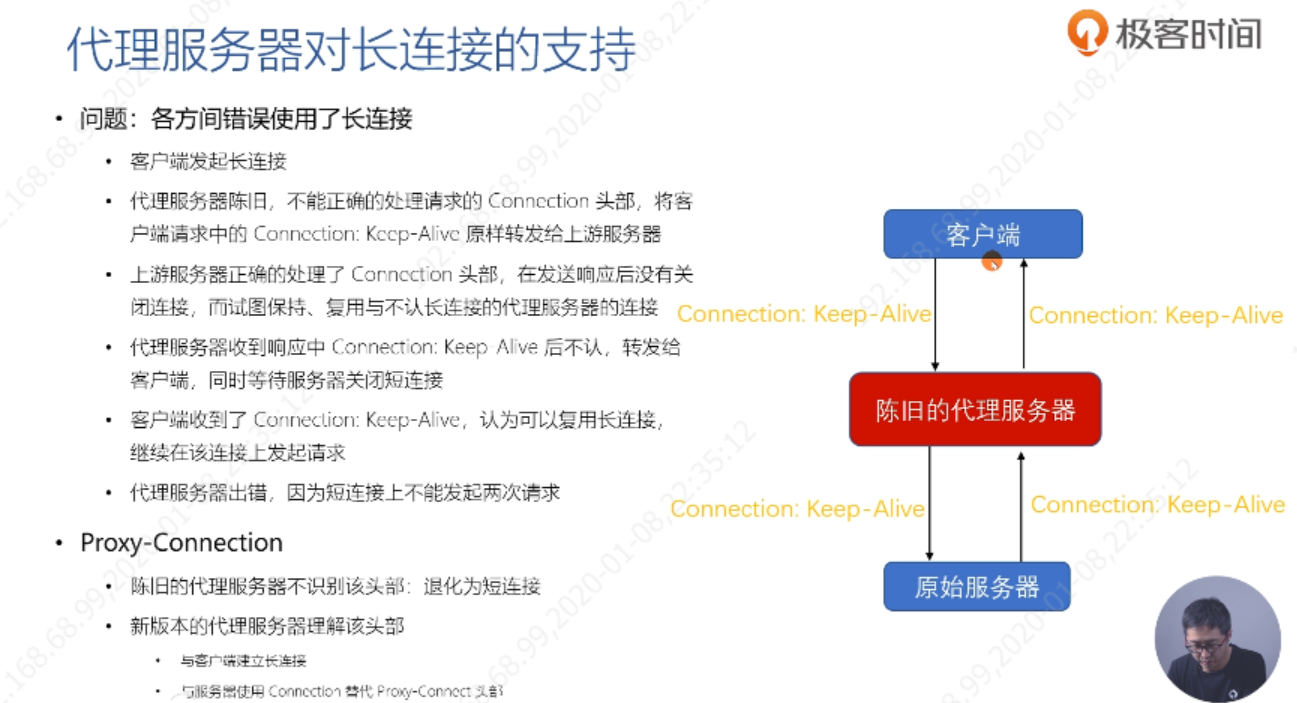 代理服务器对长连接的支持
极客时间
• 问题：各方间错误使用了长连接
• 客户端发起长连接
• 代理服务器陈旧，不能正确的处理请求的 Connection 头部，将客
户端请求中的 Connection: Keep-Alive 原样转发给上游服务器
• 上游服务器正确的处理了 Connection 头部，在发送响应后没有关
闭连接，而试图保持、复用与不认长连接的代理服务器的连接
• 代理服务器收到响应中 Connection: Keep-Alive 后不认，转发给
客户端，同时等待服务器关闭短连接
• 客户端收到了 Connection: Keep-Alive，认为可以复用长连接，
继续在该连接上发起请求
• 代理服务器出错，因为短连接上不能发起两次请求
• Proxy-Connection
• 陈旧的代理服务器不识别该头部：退化为短连接
• 新版本的代理服务器理解该头部
• 与客户端建立长连接
• 与服务器使用 Connection 替代 Proxy-Connect 头部
客户端
Connection: Keep-Alive
Connection: Keep-Alive
陈旧的代理服务器
Connection: Keep-Alive
Connection: Keep-Alive
原始服务器